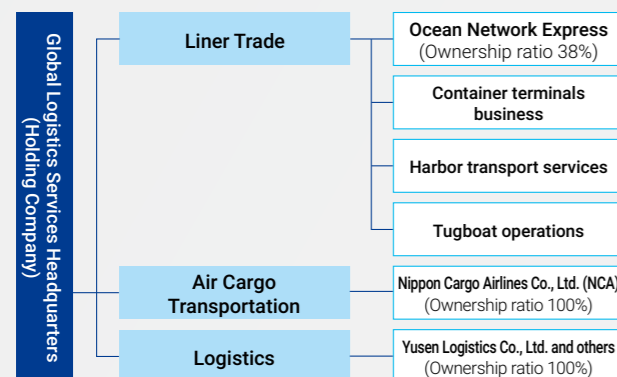 Global Logistics Services Headquarters
(Holding Company)
Liner Trade
Ocean Network Express
(Ownership ratio 38%)
Container terminals
business
Harbor transport services
Tugboat operations
Air Cargo
Transportation
Nippon Cargo Airlines Co., Ltd. (NCA)
(Ownership ratio 100%)
Logistics
Yusen Logistics Co., Ltd. and others
(Ownership ratio 100%)